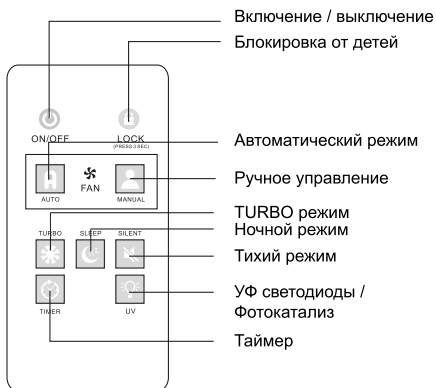 Включение / выключение
Блокировка от детей
ON/OFF
LOCK
(PRESS 3 SEC)
Автоматический режим
FAN
AUTO
MANUAL
Ручное управление
TURBO режим
TURBO
SLEEP
SILENT
Ночной режим
Тихий режим
УФ светодиоды /
Фотокатализ
TIMER
UV
Таймер